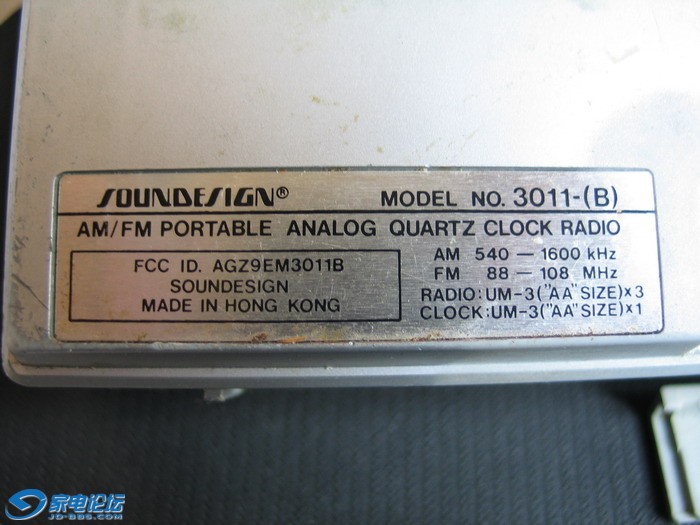 SOUNDESIGN® MODEL NO. 3011-(B)
AM/FM PORTABLE ANALOG QUARTZ CLOCK RADIO
FCC ID. AGZ9EM3011B
SOUNDESIGN
MADE IN HONG KONG
AM 540 — 1600 kHz
FM 88 — 108 MHz
RADIO:UM-3("AA"SIZE)×3
CLOCK:UM-3("AA"SIZE)×1
家电论坛
JD-BBS.COM